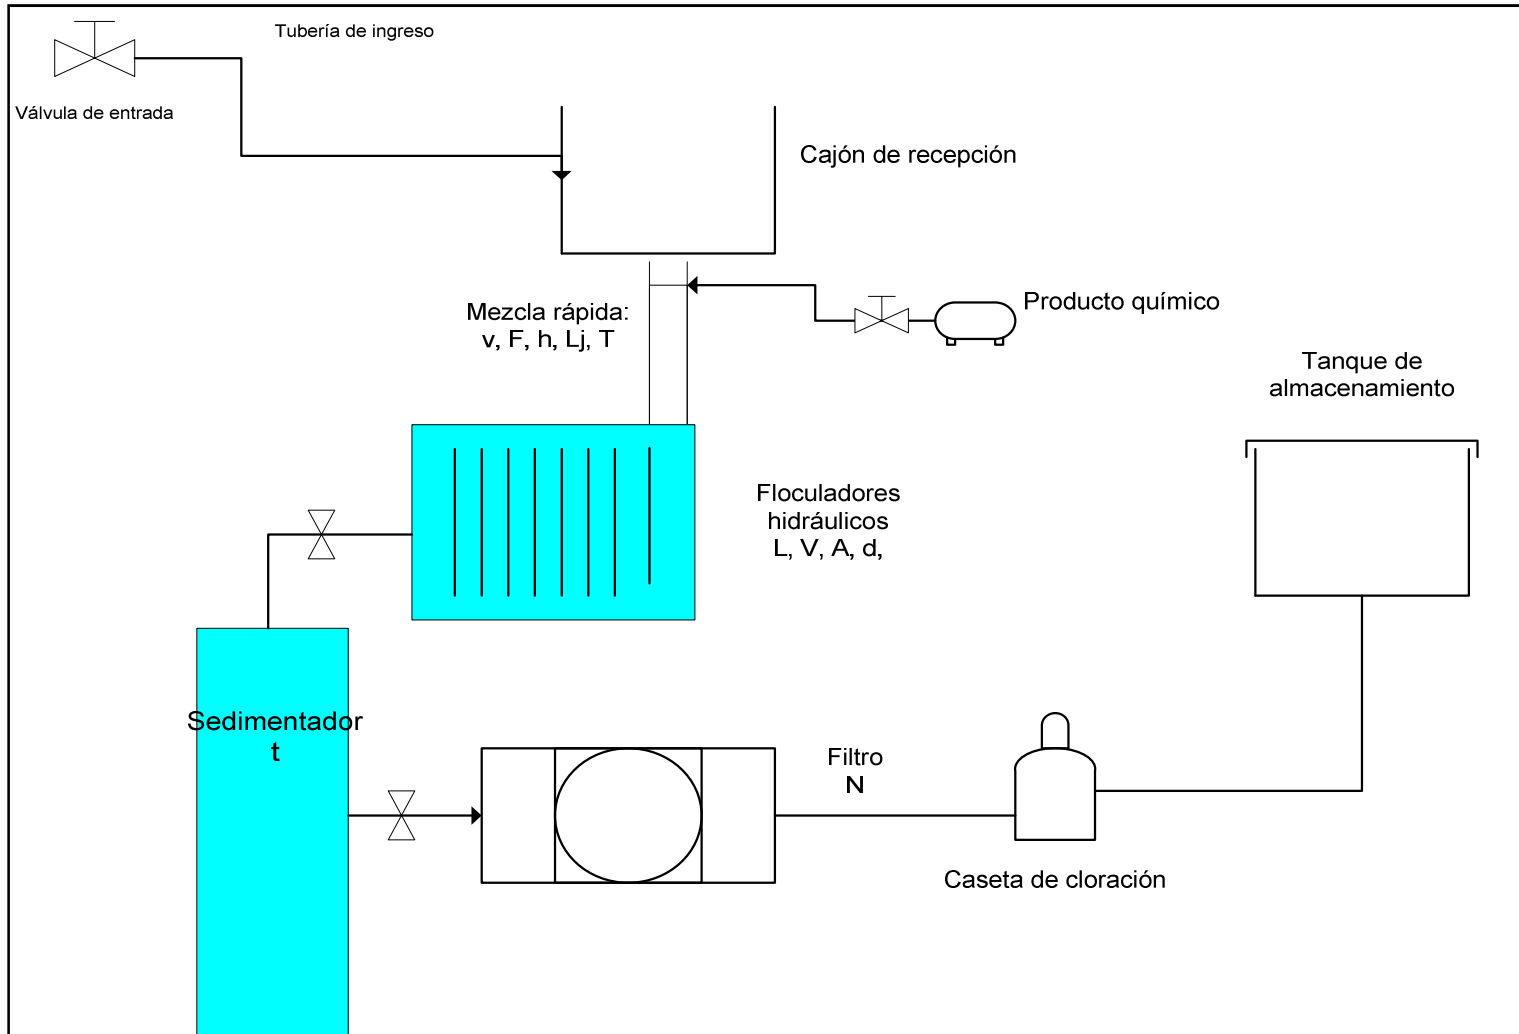 Tubería de ingreso
Válvula de entrada
Cajón de recepción
Mezcla rápida:
v, F, h, Lj, T
Producto químico
Tanque de
almacenamiento
Floculadores
hidráulicos
L, V, A, d,
Sedimentador
t
Filtro
N
Caseta de cloración